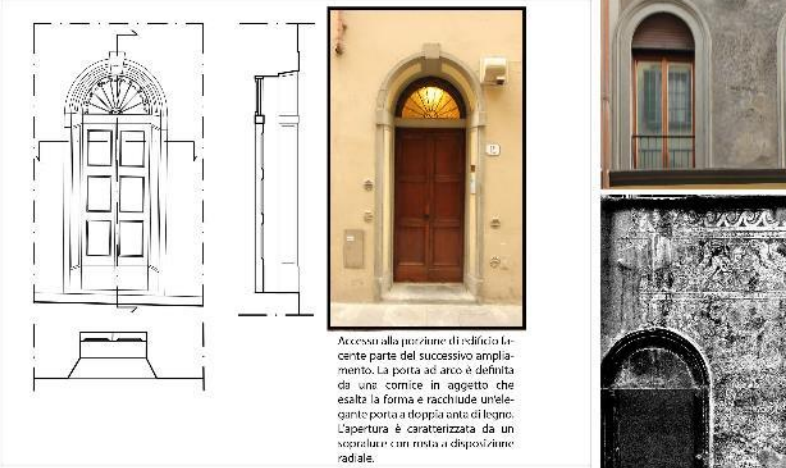 Accesso alla porzione di edificio fa-
cente parte del successivo amplia-
mento. La porta ad arco è definita
da una cornice in aggetto che
esalta la forma e racchiude un'ele-
gante porta a doppia anta di legno.
L'apertura è caratterizzata da un
sopraluce con rosta a disposizione
radiale.